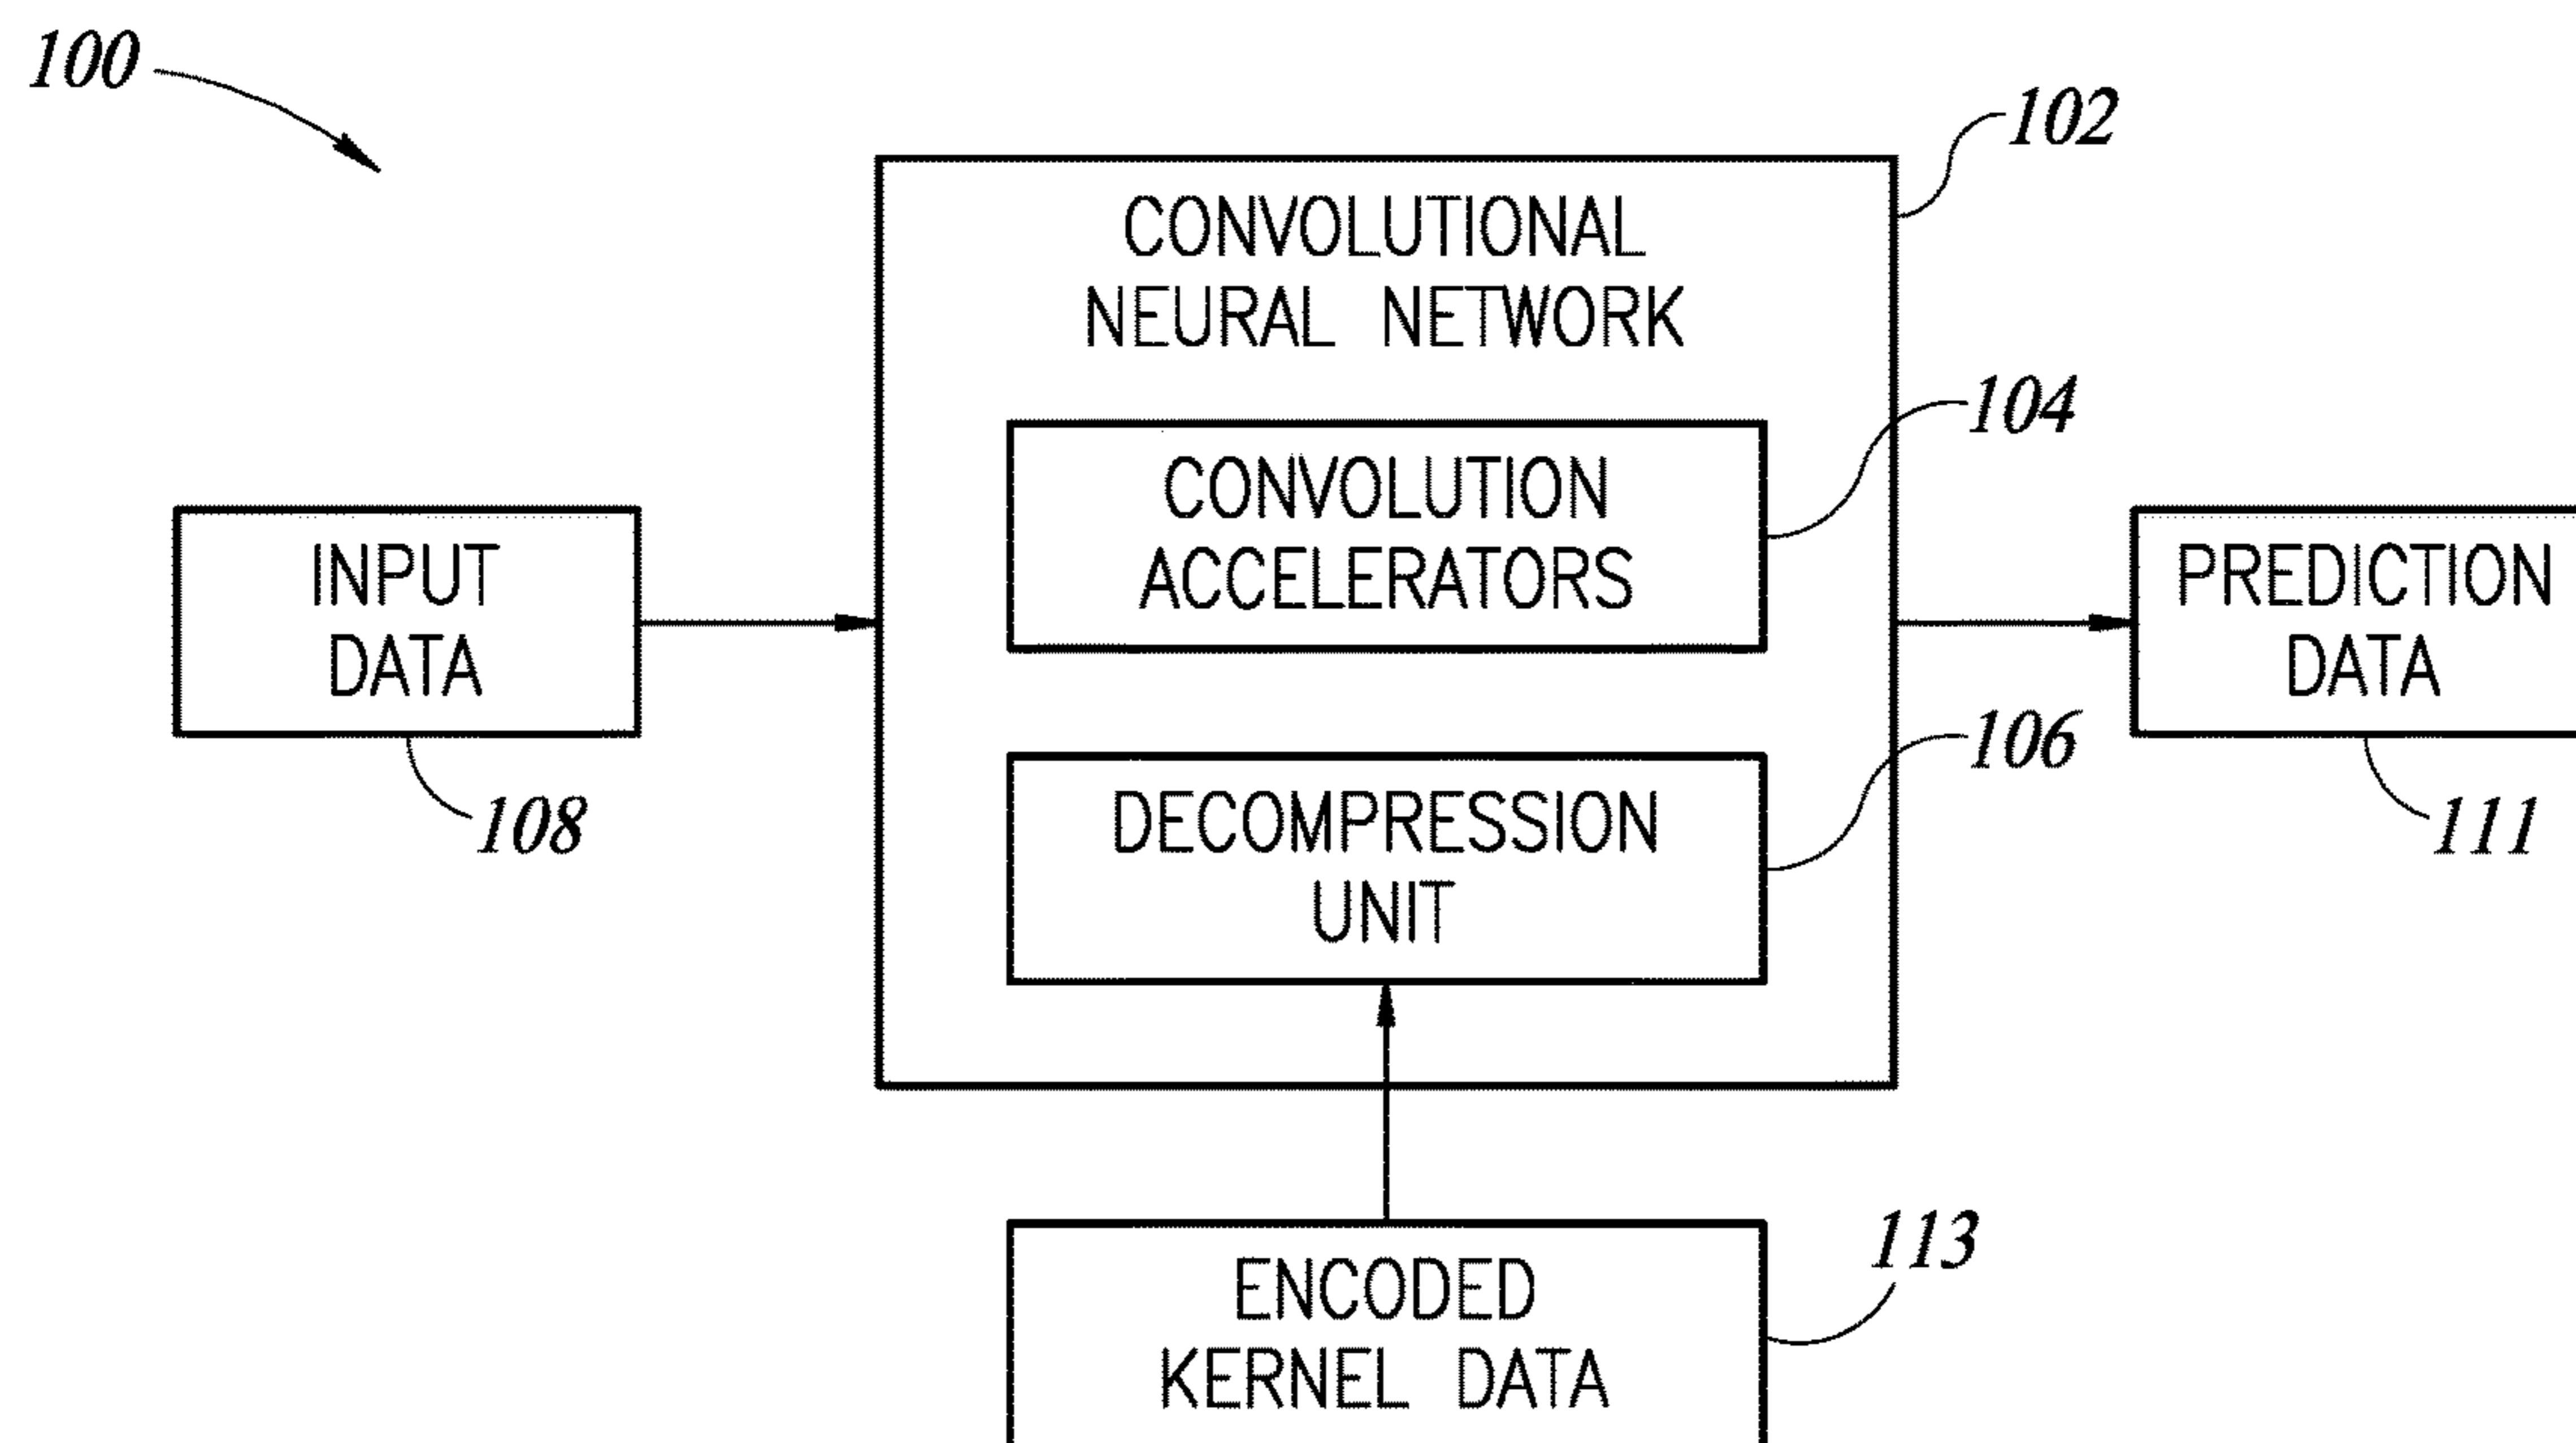 100
102
CONVOLUTIONAL
NEURAL NETWORK
104
CONVOLUTION
ACCELERATORS
INPUT
DATA
108
PREDICTION
DATA
111
106
DECOMPRESSION
UNIT
113
ENCODED
KERNEL DATA